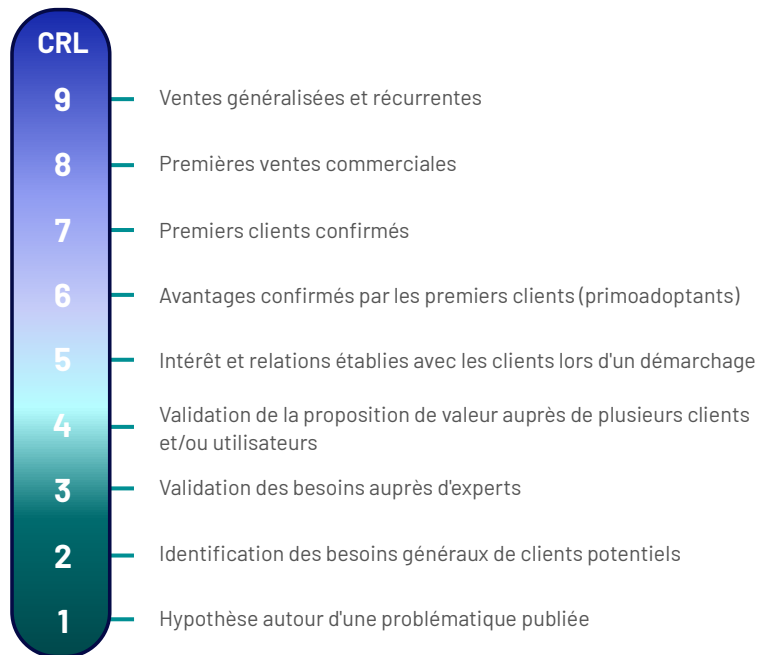 CRL
9 Ventes généralisées et récurrentes
8 Premières ventes commerciales
7 Premiers clients confirmés
6 Avantages confirmés par les premiers clients (primoadoptants)
5 Intérêt et relations établies avec les clients lors d'un démarchage
4 Validation de la proposition de valeur auprès de plusieurs clients
et/ou utilisateurs
3 Validation des besoins auprès d'experts
2 Identification des besoins généraux de clients potentiels
1 Hypothèse autour d'une problématique publiée